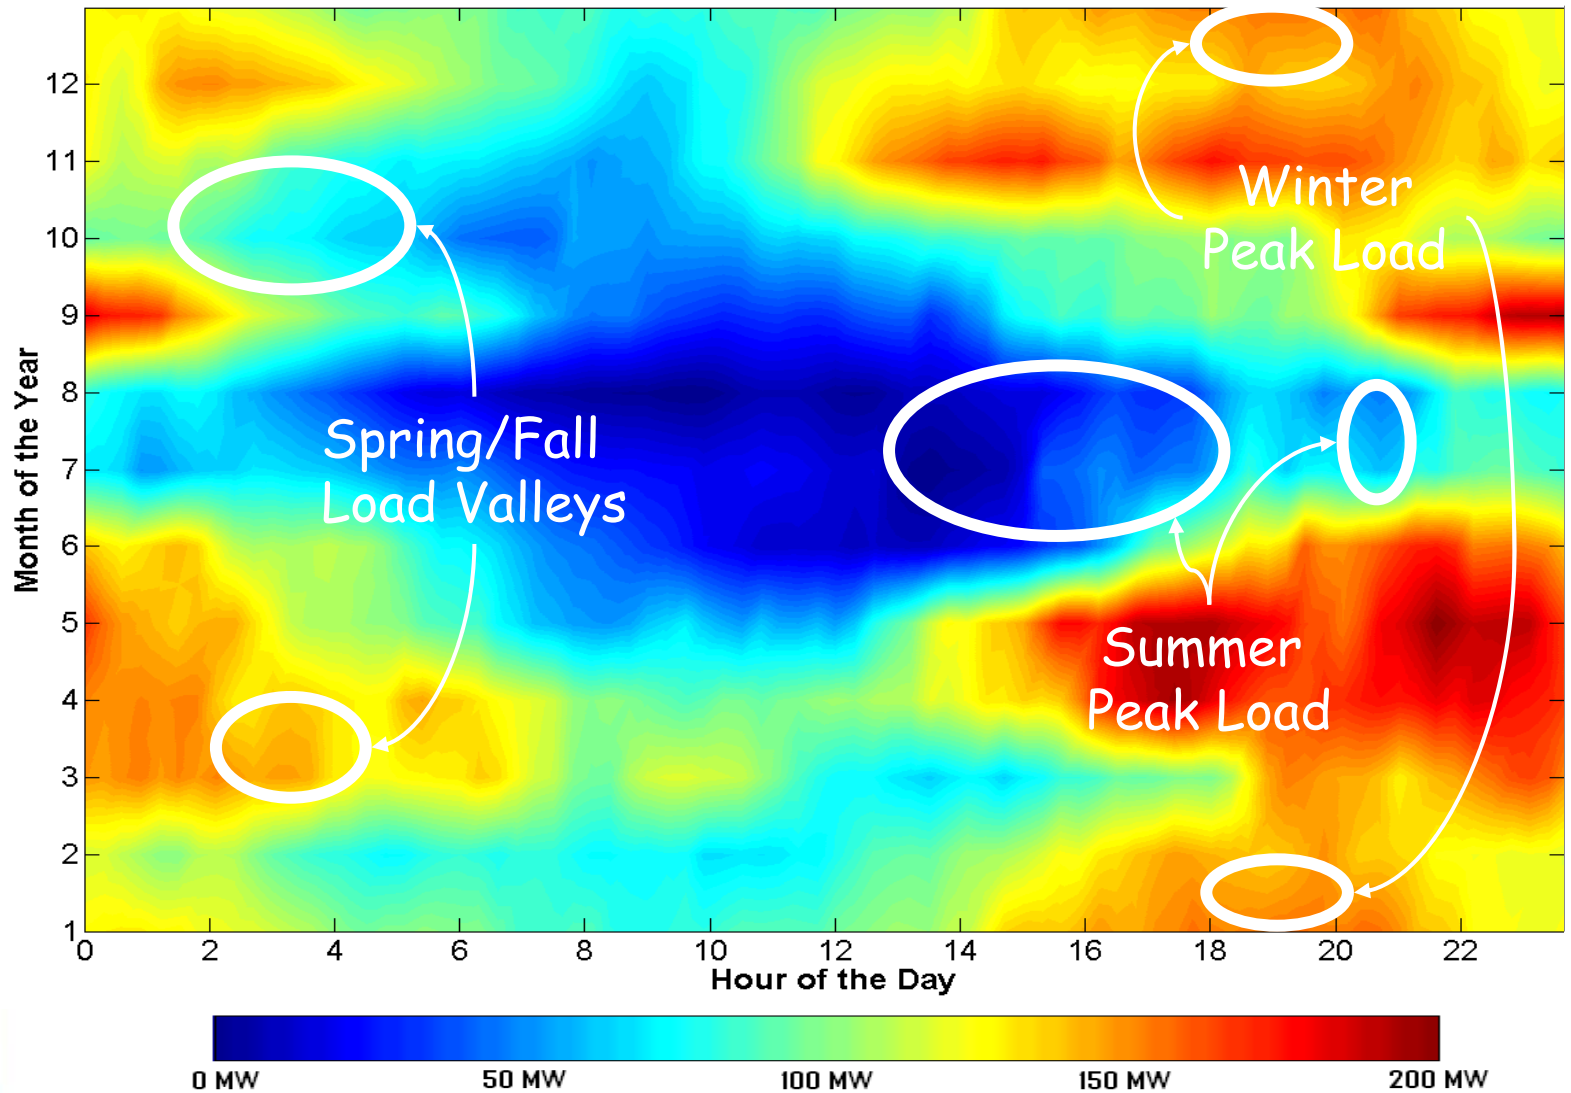 12
11
10
9
8
7
6
5
4
3
2
1
Month of the Year
Winter
Peak Load
Spring/Fall
Load Valleys
Summer
Peak Load
0 2 4 6 8 10 12 14 16 18 20 22
Hour of the Day
0 MW 50 MW 100 MW 150 MW 200 MW